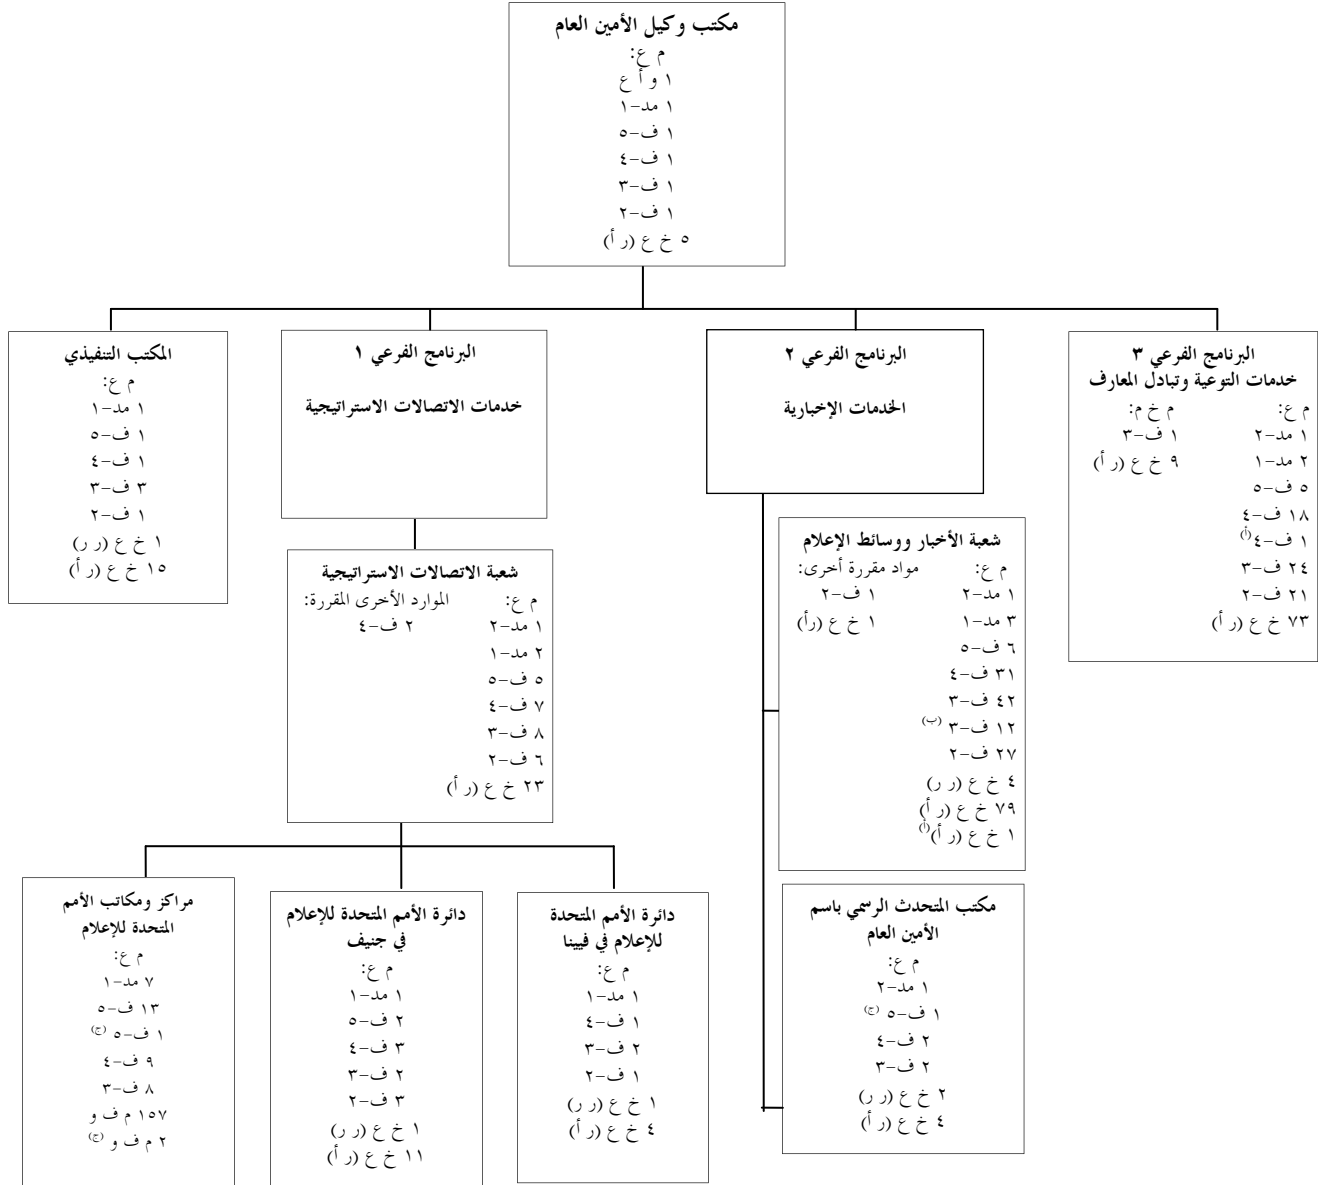 مكتب وكيل الأمين العام
م ع:
١ و أ ع
١ مد-١
١ ف-٥
١ ف-٤
١ ف-٣
١ ف-٢
٥ خ ع (ر أ)
البرنامج الفرعي ٣
خدمات التوعية وتبادل المعارف
م ع: م خ م:
١ مد-٢ ١ ف-٣
٢ مد-١ ٩ خ ع (ر أ)
٥ ف-٥
١٨ ف-٤
١ ف-٤(أ)
٢٤ ف-٣
٢١ ف-٢
٧٣ خ ع (ر أ)
البرنامج الفرعي ٢
الخدمات الإخبارية
شعبة الأخبار ووسائط الإعلام
م ع: مواد مقررة أخرى:
١ مد-٢ ١ ف-٢
٣ مد-١ ١ خ ع (رأ)
٦ ف-٥
٣١ ف-٤
٤٢ ف-٣
١٢ ف-٣ (ب)
٢٧ ف-٢
٤ خ ع (ر ر)
٧٩ خ ع (ر أ)
١ خ ع (ر أ)(أ)
مكتب المتحدث الرسمي باسم
الأمين العام
م ع:
١ مد-٢
١ ف-٥ (ج)
٢ ف-٤
٢ ف-٣
٢ خ ع (ر ر)
٤ خ ع (ر أ)
البرنامج الفرعي ١
خدمات الاتصالات الاستراتيجية
شعبة الاتصالات الاستراتيجية
م ع: الموارد الأخرى المقررة:
١ مد-٢ ٢ ف-٤
٢ مد-١
٥ ف-٥
٧ ف-٤
٨ ف-٣
٦ ف-٢
٢٣ خ ع (ر أ)
دائرة الأمم المتحدة
للإعلام في فيينا
م ع:
١ مد-١
١ ف-٤
٢ ف-٣
١ ف-٢
١ خ ع (ر ر)
٤ خ ع (ر أ)
دائرة الأمم المتحدة للإعلام
في جنيف
م ع:
١ مد-١
٢ ف-٥
٣ ف-٤
٢ ف-٣
٣ ف-٢
١ خ ع (ر ر)
١١ خ ع (ر أ)
مراكز ومكاتب الأمم
المتحدة للإعلام
م ع:
٧ مد-١
١٣ ف-٥
١ ف-٥ (ج)
٩ ف-٤
٨ ف-٣
١٥٧ م ف و
٢ م ف و (ج)
المكتب التنفيذي
م ع:
١ مد-١
١ ف-٥
١ ف-٤
٣ ف-٣
١ ف-٢
١ خ ع (ر ر)
١٥ خ ع (ر أ)